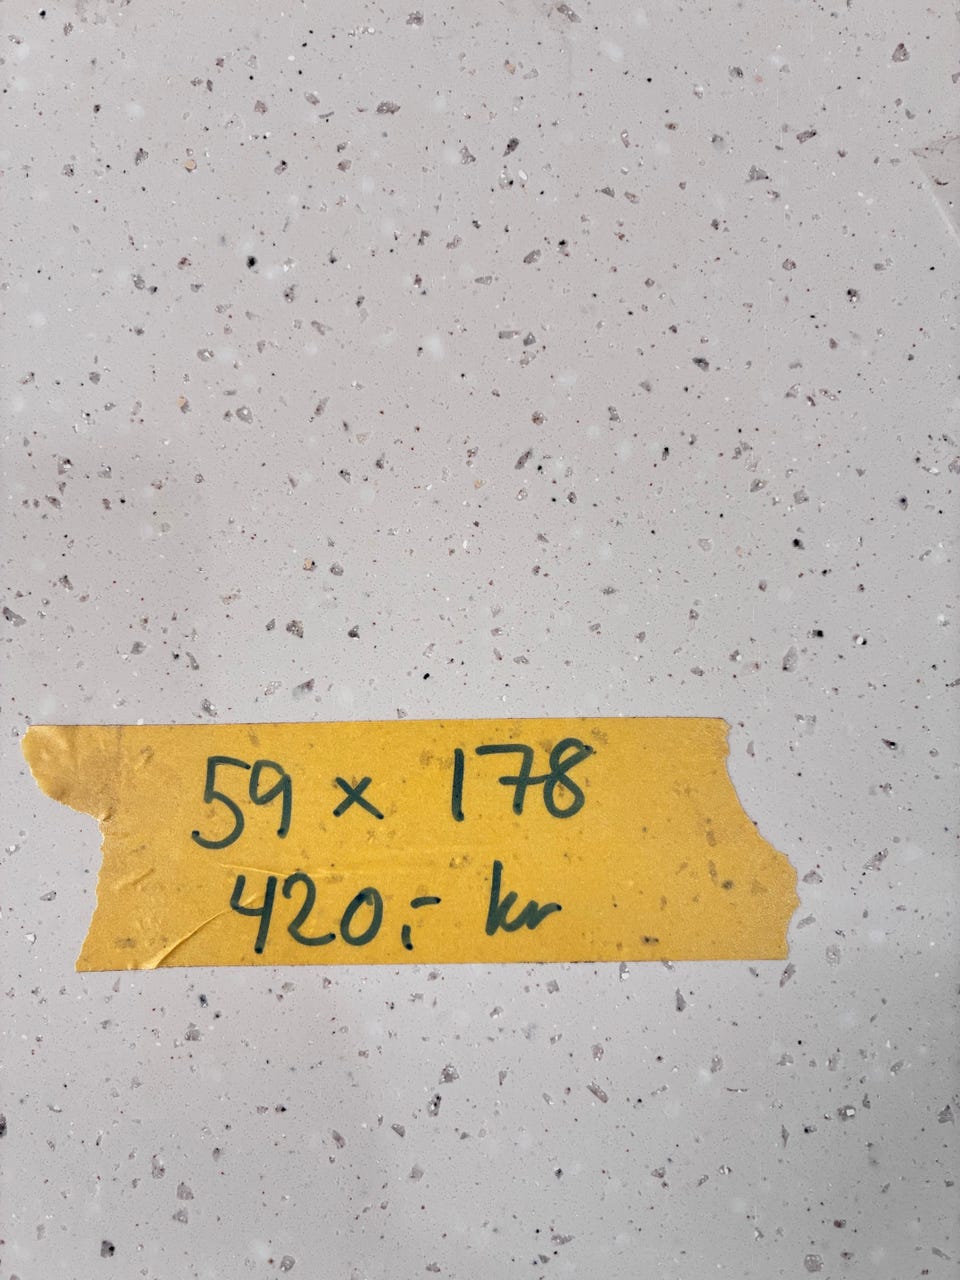 59 x 178
420,- kr